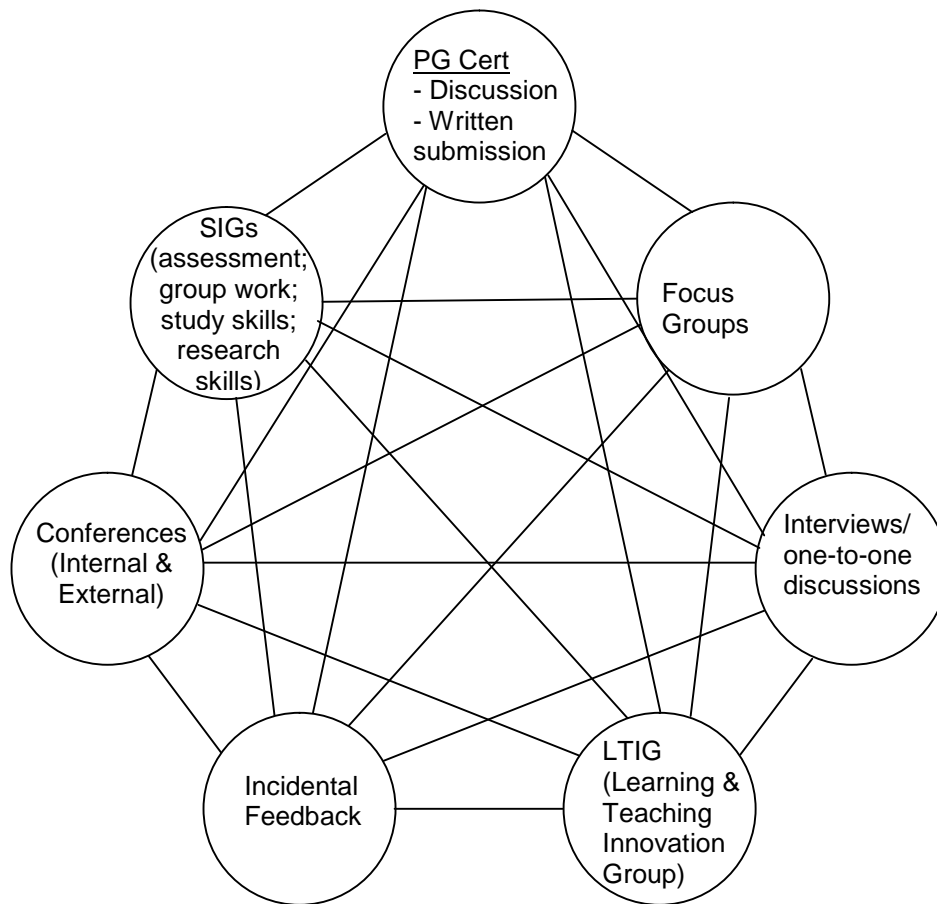 PG Cert
- Discussion
- Written
submission
SIGs
(assessment;
group work;
study skills;
research
skills)
Focus
Groups
Conferences
(Internal &
External)
Interviews/
one-to-one
discussions
Incidental
Feedback
LTIG
(Learning &
Teaching
Innovation
Group)